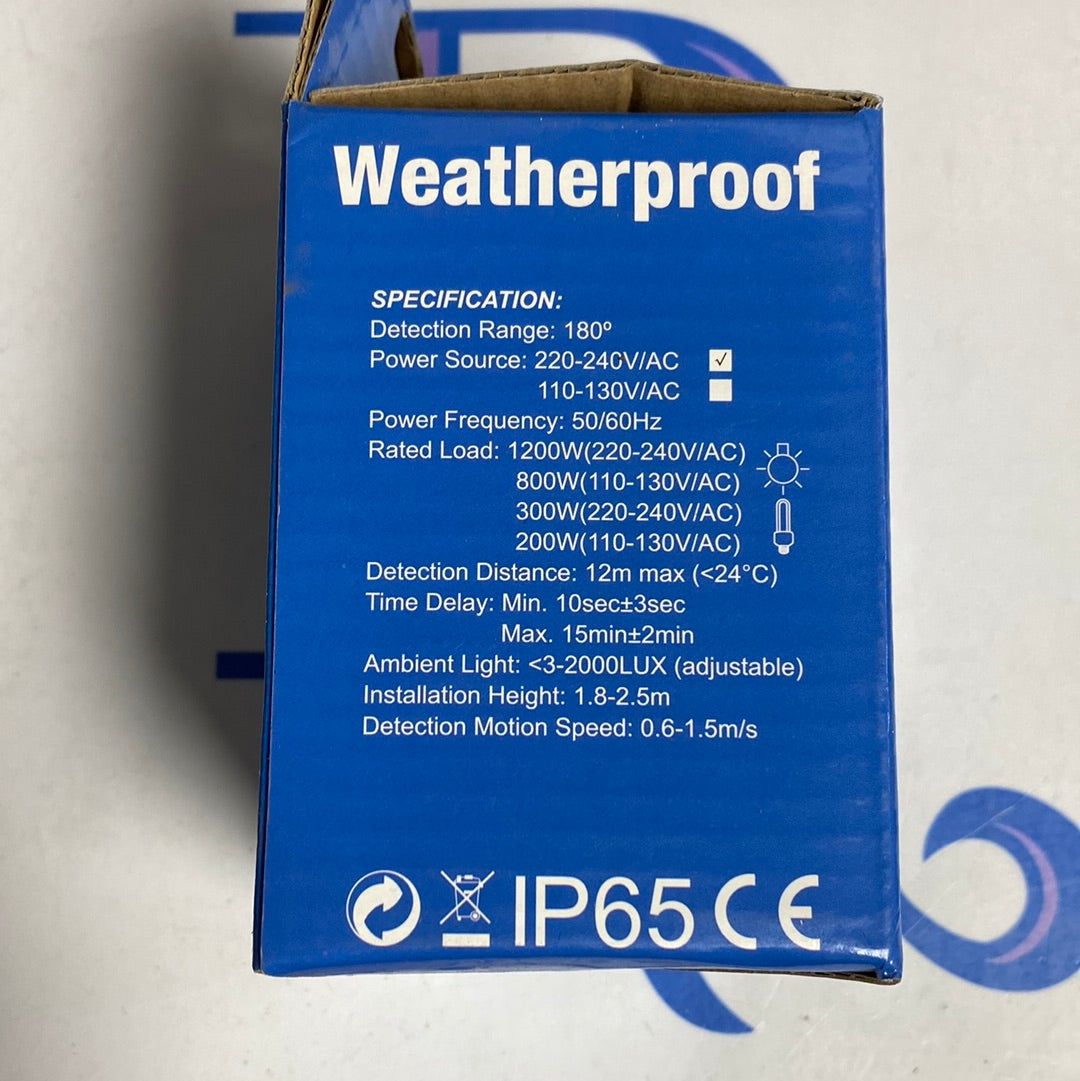 Weatherproof
SPECIFICATION:
Detection Range: 180º
Power Source: 220-240V/AC ✓
110-130V/AC
Power Frequency: 50/60Hz
Rated Load: 1200W(220-240V/AC)
800W(110-130V/AC)
300W(220-240V/AC)
200W(110-130V/AC)
Detection Distance: 12m max (<24°C)
Time Delay: Min. 10sec±3sec
Max. 15min±2min
Ambient Light: <3-2000LUX (adjustable)
Installation Height: 1.8-2.5m
Detection Motion Speed: 0.6-1.5m/s
IP65 CE